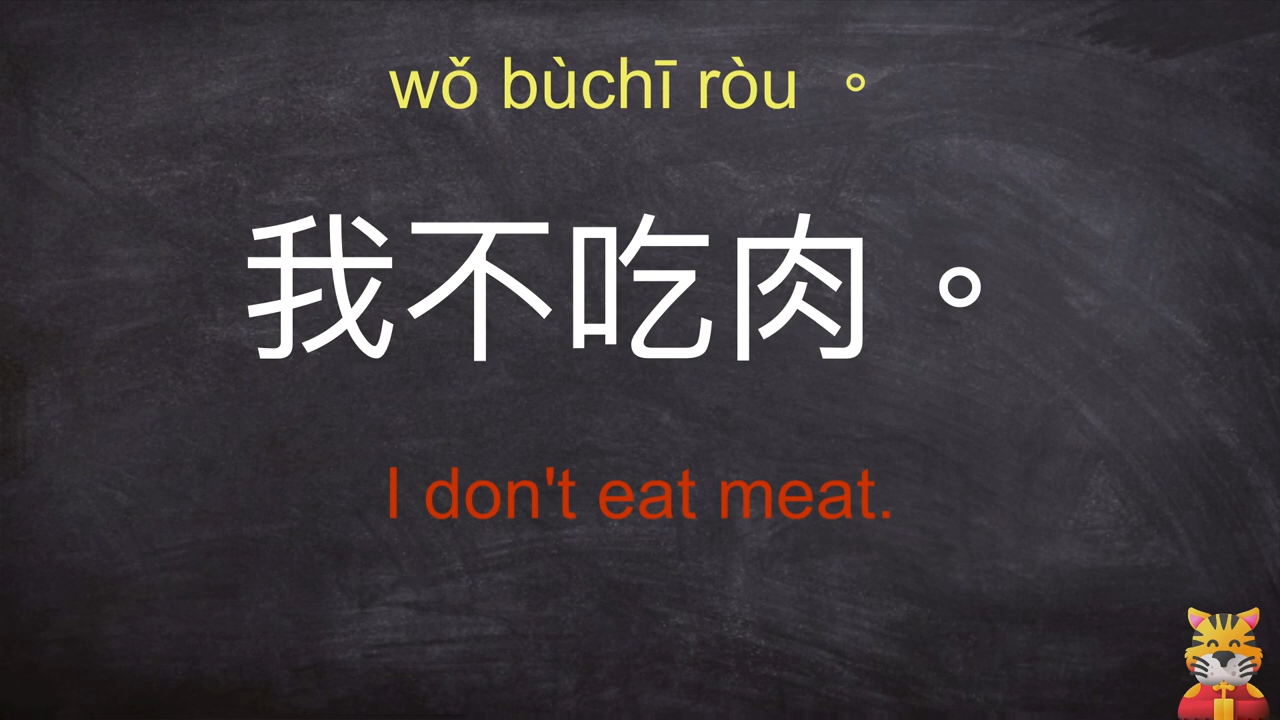 wǒ bùchī ròu 。
我不吃肉。
I don't eat meat.